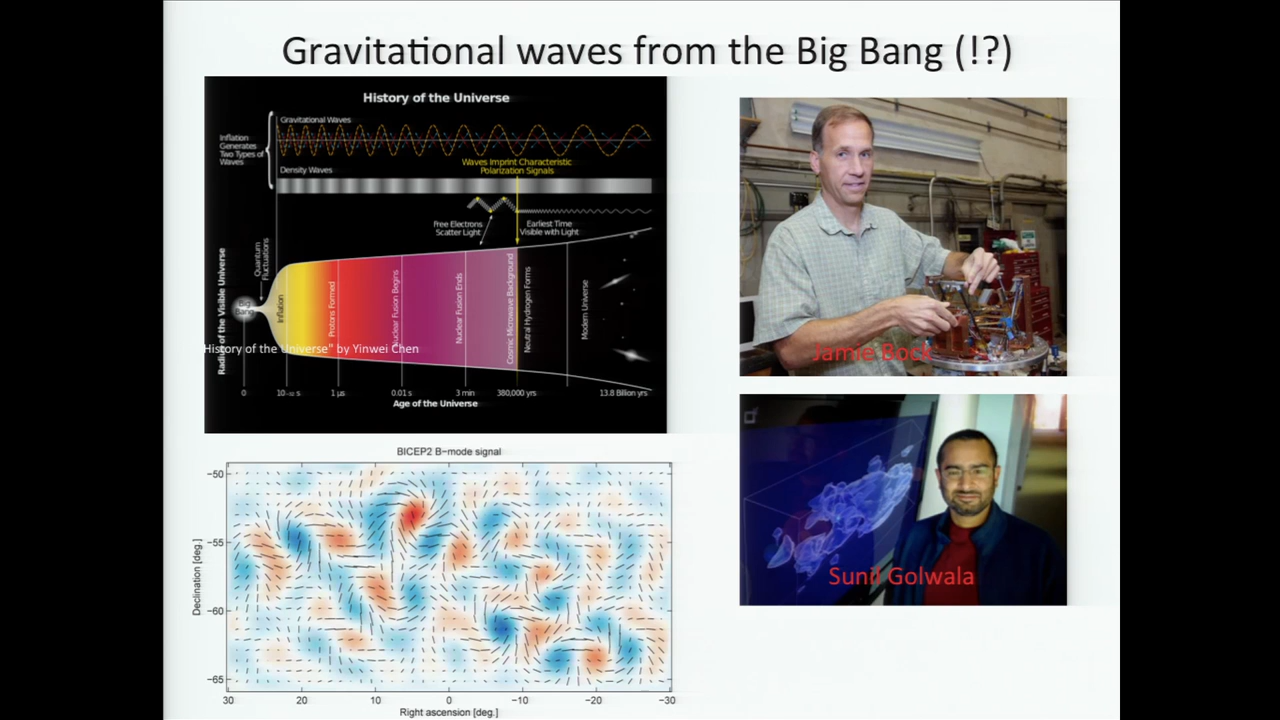 Gravitational waves from the Big Bang (!?)
History of the Universe
Gravitational Waves
Inflation
Generates
Two Types of
Waves
Waves Imprint Characteristic
Polarization Signals
Density Waves
Free Electrons
Scatter Light
Earliest Time
Visible with Light
Radius of the Visible Universe
Quantum
Fluctuations
Bang
Inflation
Protons Formed
Nuclear Fusion Begins
Nuclear Fusion Ends
Cosmic Microwave Background
Neutral Hydrogen Forms
Modern Universe
History of the Universe" by Yinwei Chen
0
1 µs
0.01 s
3 min
380,000 yrs
13.8 Billion yrs
Age of the Universe
Jamie Bock
Sunil Golwala
BICEP2 B−mode signal
Declination [deg.]
−50
−55
−60
−65
30 20 10 0 −10 −20 −30
Right ascension [deg.]